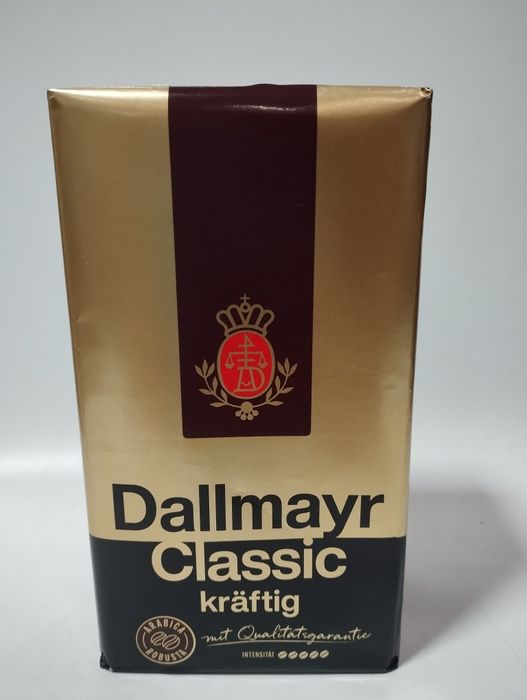 Dallmayr
Classic
kräftig
ARABICA
ROBUSTA
mit Qualitätsgarantie
INTENSITÄT